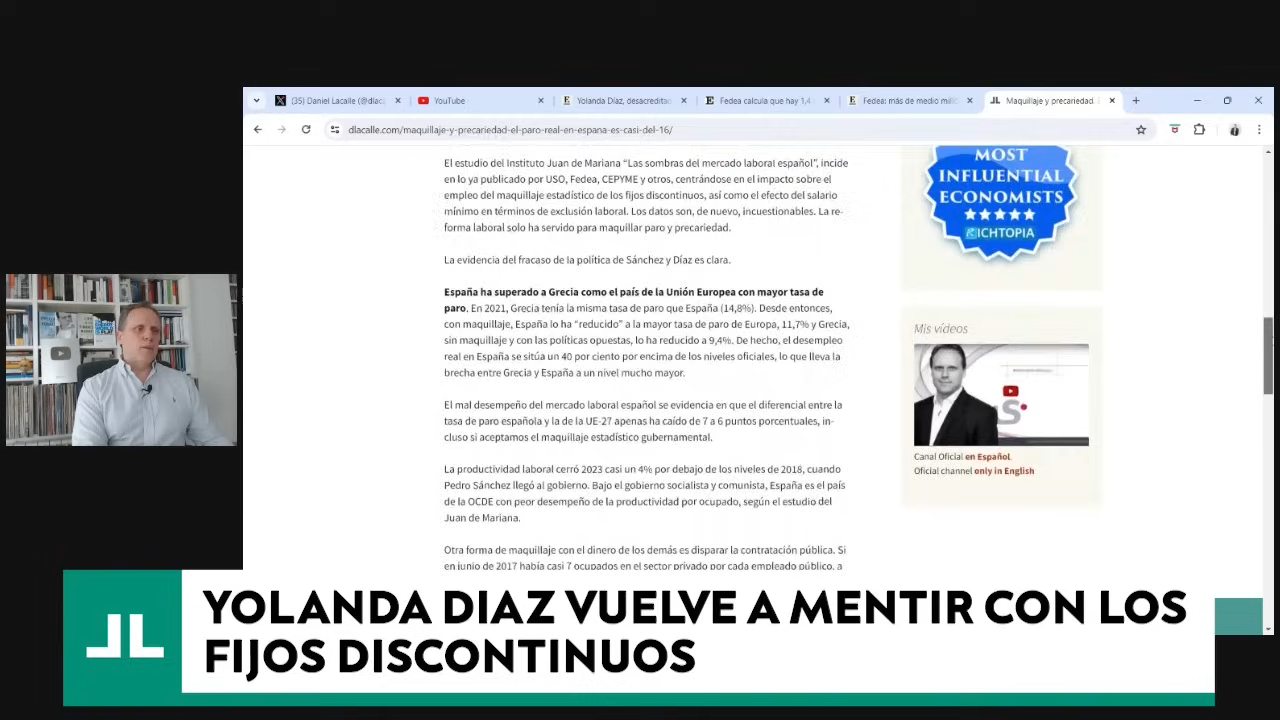 (35) Daniel Lacalle (@dlac
YouTube
Yolanda Díaz, desacreditac
Fedea calcula que hay 1,4
Fedea: más de medio milló
Maquillaje y precariedad.
dlacalle.com/maquillaje-y-precariedad-el-paro-real-en-espana-es-casi-del-16/
El estudio del Instituto Juan de Mariana “Las sombras del mercado laboral español”, incide
en lo ya publicado por USO, Fedea, CEPYME y otros, centrándose en el impacto sobre el
empleo del maquillaje estadístico de los fijos discontinuos, así como el efecto del salario
mínimo en términos de exclusión laboral. Los datos son, de nuevo, incuestionables. La re-
forma laboral solo ha servido para maquillar paro y precariedad.
La evidencia del fracaso de la política de Sánchez y Díaz es clara.
España ha superado a Grecia como el país de la Unión Europea con mayor tasa de
paro. En 2021, Grecia tenía la misma tasa de paro que España (14,8%). Desde entonces,
con maquillaje, España lo ha “reducido” a la mayor tasa de paro de Europa, 11,7% y Grecia,
sin maquillaje y con las políticas opuestas, lo ha reducido a 9,4%. De hecho, el desempleo
real en España se sitúa un 40 por ciento por encima de los niveles oficiales, lo que lleva la
brecha entre Grecia y España a un nivel mucho mayor.
El mal desempeño del mercado laboral español se evidencia en que el diferencial entre la
tasa de paro española y la de la UE-27 apenas ha caído de 7 a 6 puntos porcentuales, in-
cluso si aceptamos el maquillaje estadístico gubernamental.
La productividad laboral cerró 2023 casi un 4% por debajo de los niveles de 2018, cuando
Pedro Sánchez llegó al gobierno. Bajo el gobierno socialista y comunista, España es el país
de la OCDE con peor desempeño de la productividad por ocupado, según el estudio del
Juan de Mariana.
Otra forma de maquillaje con el dinero de los demás es disparar la contratación pública. Si
en junio de 2017 había casi 7 ocupados en el sector privado por cada empleado público, a
MOST
INFLUENTIAL
ECONOMISTS
RICHTOPIA
Mis vídeos
Canal Oficial en Español.
Oficial channel only in English
YOLANDA DIAZ VUELVE A MENTIR CON LOS
FIJOS DISCONTINUOS